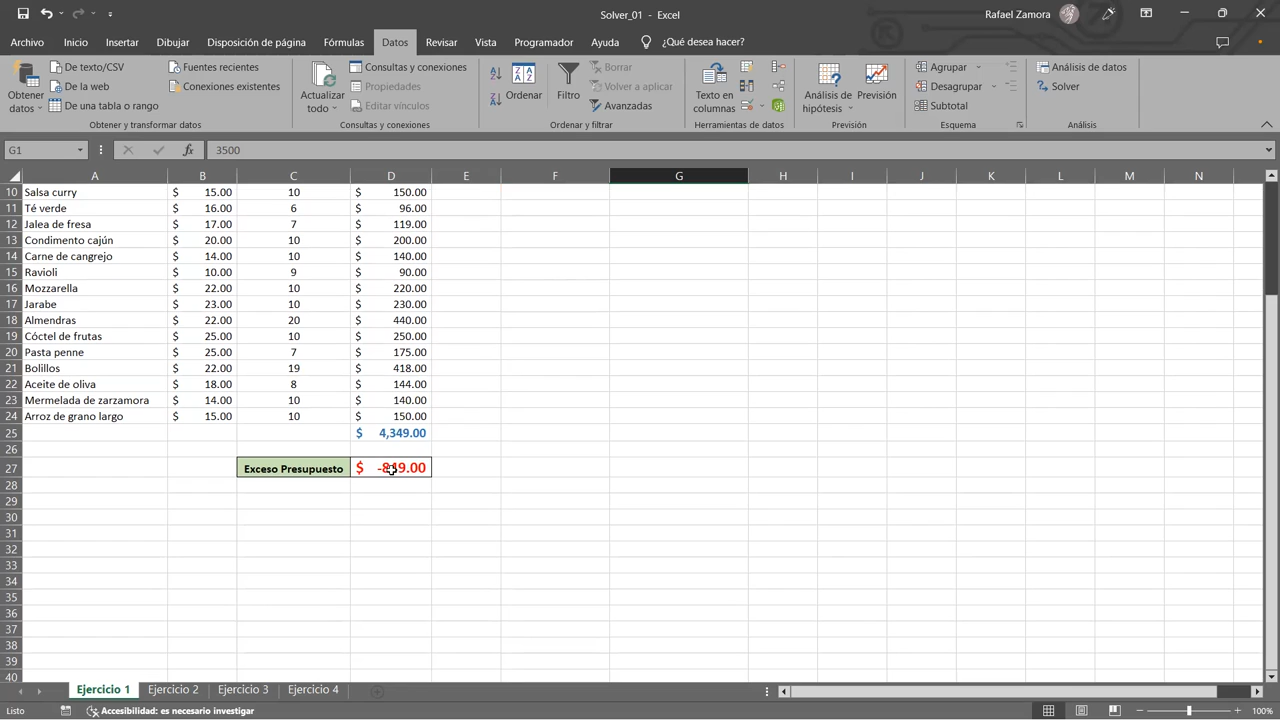 Solver_01 - Excel
Rafael Zamora
Archivo Inicio Insertar Dibujar Disposición de página Fórmulas Datos Revisar Vista Programador Ayuda ¿Qué desea hacer?
Obtener datos
De texto/CSV
De la web
De una tabla o rango
Fuentes recientes
Conexiones existentes
Obtener y transformar datos
Actualizar todo
Consultas y conexiones
Propiedades
Editar vínculos
Consultas y conexiones
Ordenar
Filtro
Borrar
Volver a aplicar
Avanzadas
Ordenar y filtrar
Texto en columnas
Herramientas de datos
Análisis de hipótesis
Previsión
Previsión
Agrupar
Desagrupar
Subtotal
Esquema
Análisis de datos
Solver
Análisis
G1 fx 3500
A B C D E F G H I J K L M N
10 Salsa curry $ 15.00 10 $ 150.00
11 Té verde $ 16.00 6 $ 96.00
12 Jalea de fresa $ 17.00 7 $ 119.00
13 Condimento cajún $ 20.00 10 $ 200.00
14 Carne de cangrejo $ 14.00 10 $ 140.00
15 Ravioli $ 10.00 9 $ 90.00
16 Mozzarella $ 22.00 10 $ 220.00
17 Jarabe $ 23.00 10 $ 230.00
18 Almendras $ 22.00 20 $ 440.00
19 Cóctel de frutas $ 25.00 10 $ 250.00
20 Pasta penne $ 25.00 7 $ 175.00
21 Bolillos $ 22.00 19 $ 418.00
22 Aceite de oliva $ 18.00 8 $ 144.00
23 Mermelada de zarzamora $ 14.00 10 $ 140.00
24 Arroz de grano largo $ 15.00 10 $ 150.00
25 $ 4,349.00
26
27 Exceso Presupuesto $ -849.00
28
29
30
31
32
33
34
35
36
37
38
39
40
Ejercicio 1 Ejercicio 2 Ejercicio 3 Ejercicio 4
Listo Accesibilidad: es necesario investigar 100%